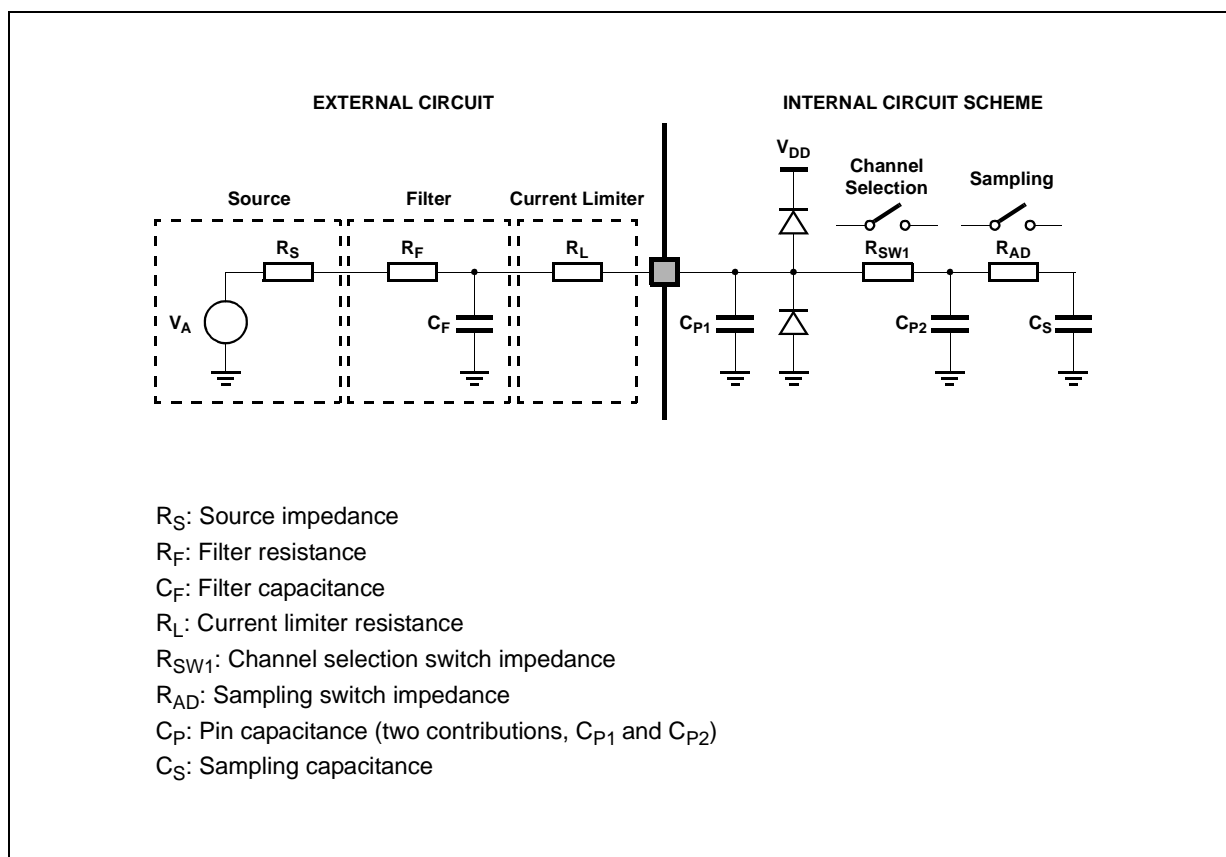 EXTERNAL CIRCUIT
INTERNAL CIRCUIT SCHEME
VDD
Channel
Selection
Sampling
Source
Filter
Current Limiter
RS
RF
RL
RSW1
RAD
VA
CF
CP1
CP2
CS
RS: Source impedance
RF: Filter resistance
CF: Filter capacitance
RL: Current limiter resistance
RSW1: Channel selection switch impedance
RAD: Sampling switch impedance
CP: Pin capacitance (two contributions, CP1 and CP2)
CS: Sampling capacitance